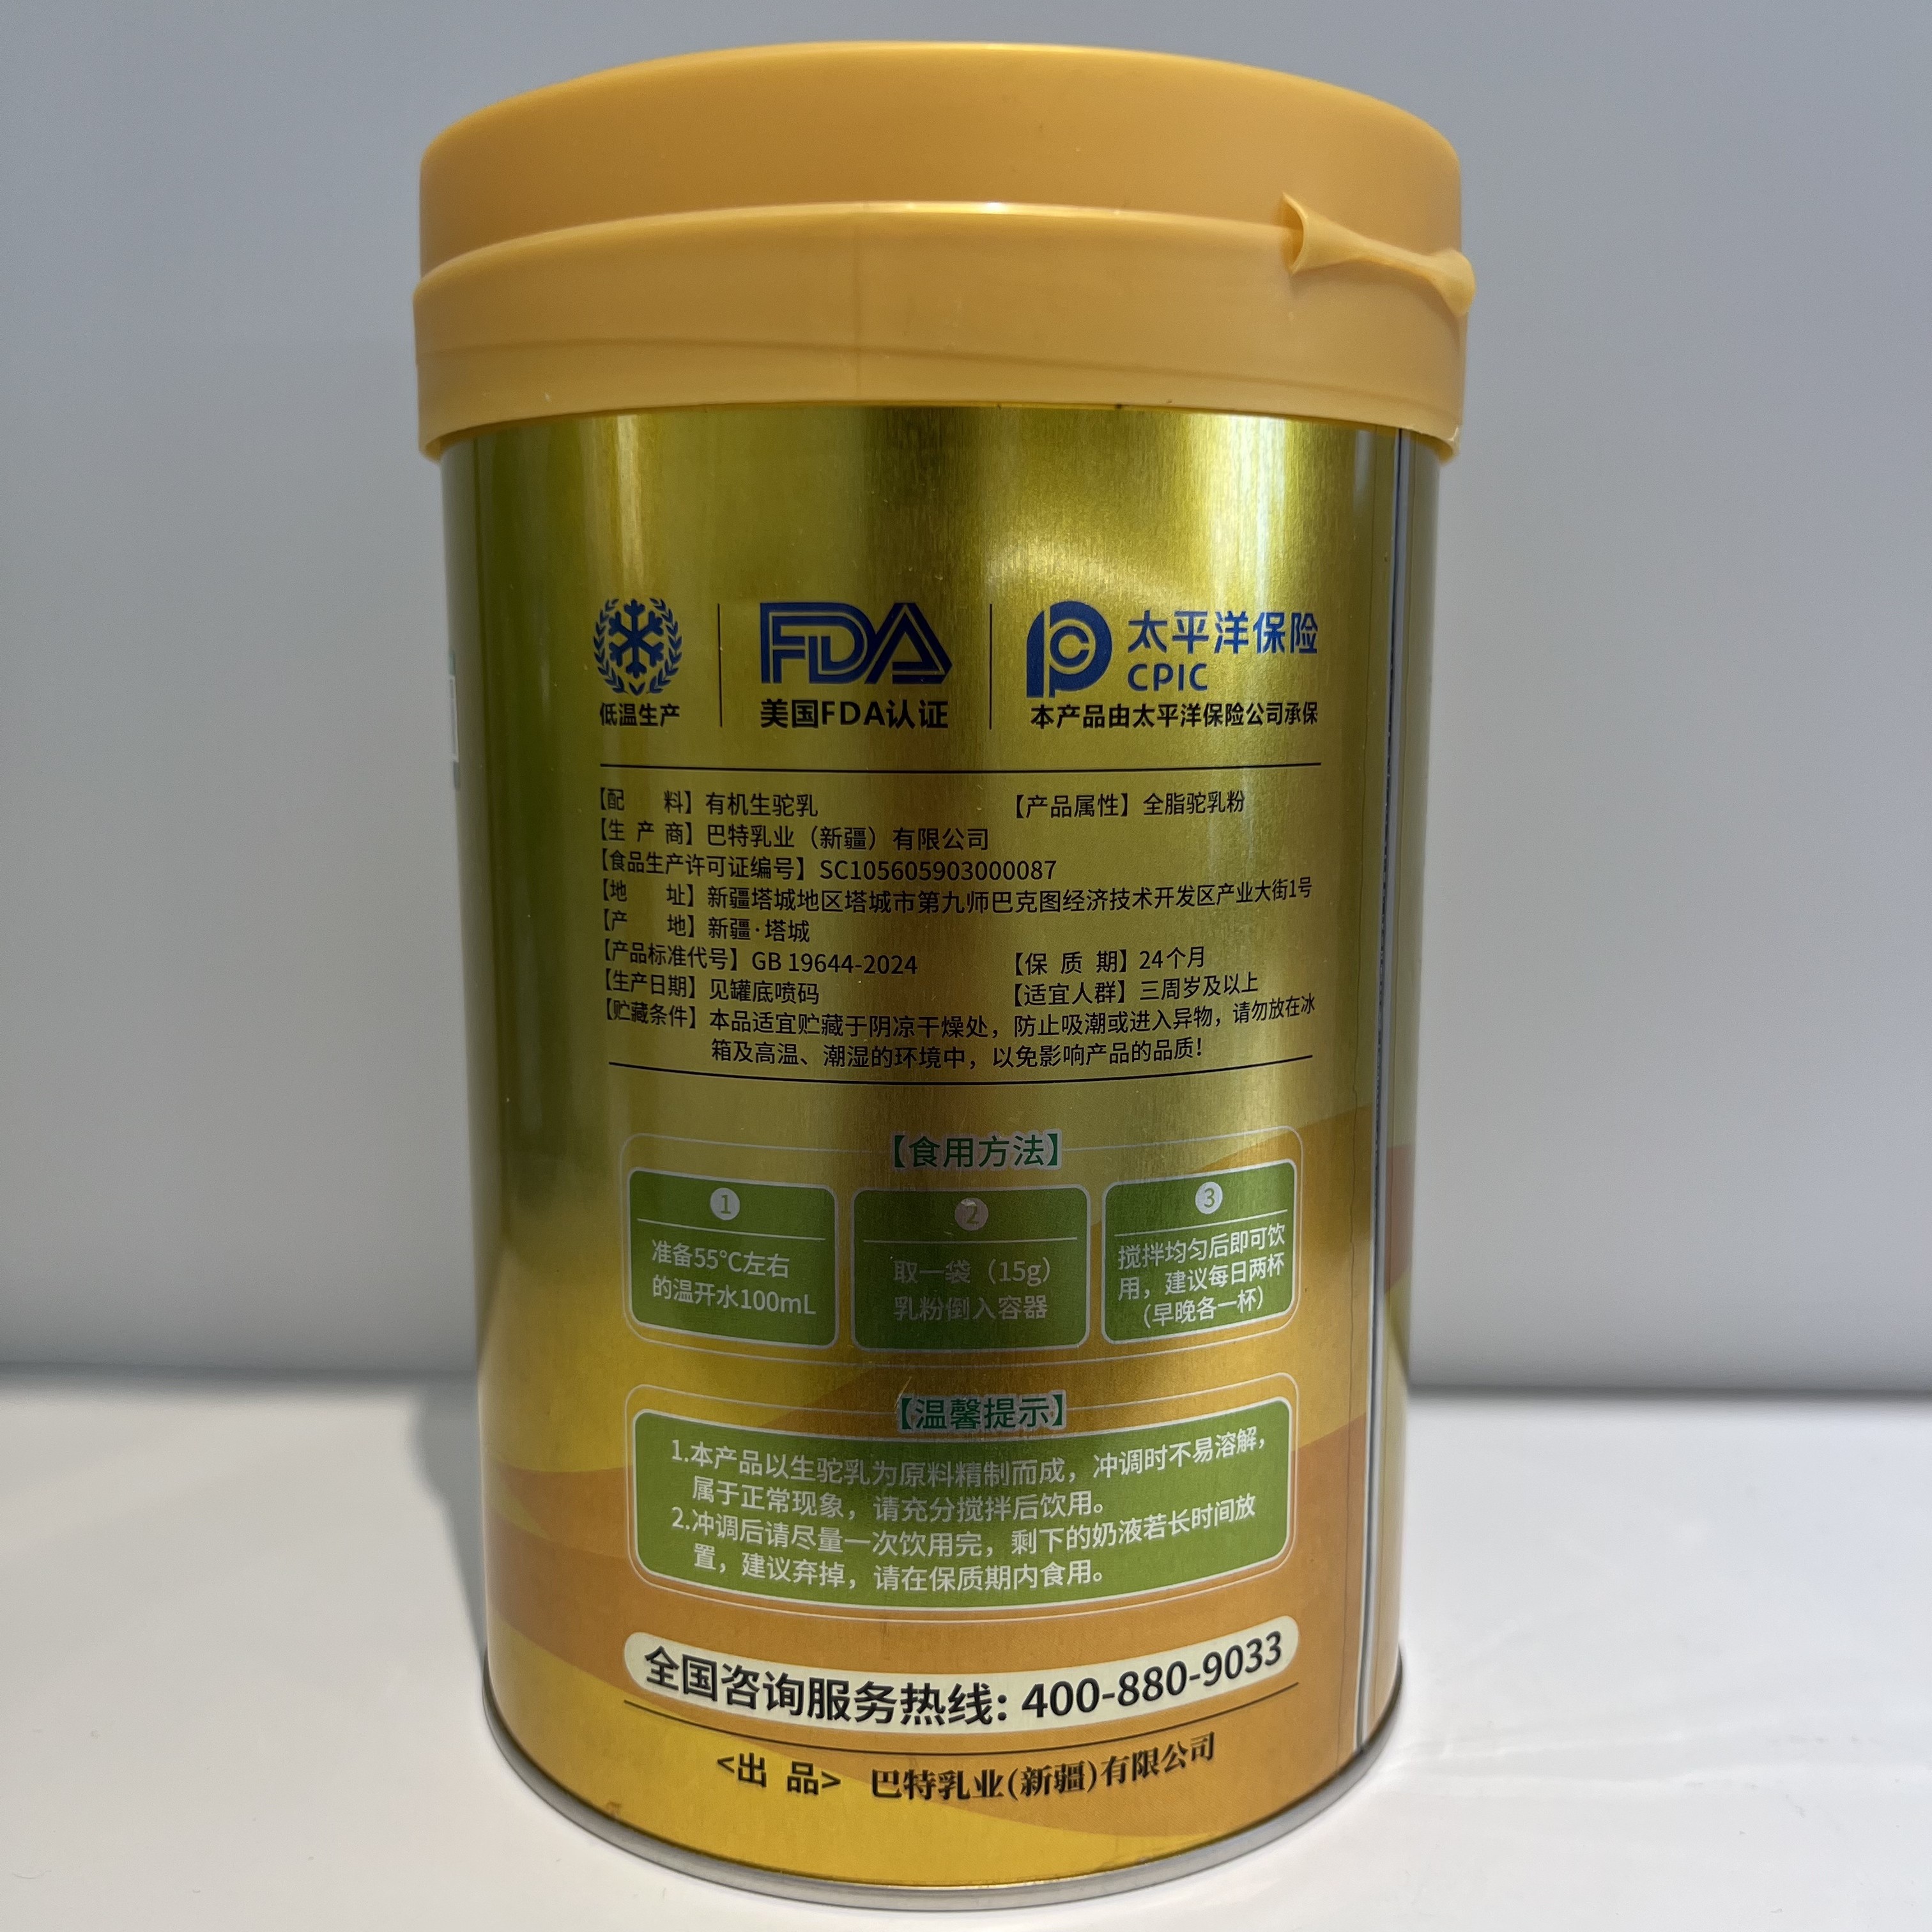 FDA
太平洋保险
CPIC
低温生产
美国FDA认证
本产品由太平洋保险公司承保
【配 料】有机生驼乳 【产品属性】全脂驼乳粉
【生 产 商】巴特乳业（新疆）有限公司
【食品生产许可证编号】SC105605903000087
【地 址】新疆塔城地区塔城市第九师巴克图经济技术开发区产业大街1号
【产 地】新疆·塔城
【产品标准代号】GB 19644-2024 【保 质 期】24个月
【生产日期】见罐底喷码 【适宜人群】三周岁及以上
【贮藏条件】本品适宜贮藏于阴凉干燥处，防止吸潮或进入异物，请勿放在冰
箱及高温、潮湿的环境中，以免影响产品的品质！
【食用方法】
1
准备55°C左右
的温开水100mL
2
取一袋（15g）
乳粉倒入容器
3
搅拌均匀后即可饮
用，建议每日两杯
（早晚各一杯）
【温馨提示】
1.本产品以生驼乳为原料精制而成，冲调时不易溶解，
属于正常现象，请充分搅拌后饮用。
2.冲调后请尽量一次饮用完，剩下的奶液若长时间放
置，建议弃掉，请在保质期内食用。
全国咨询服务热线: 400-880-9033
<出 品> 巴特乳业(新疆)有限公司